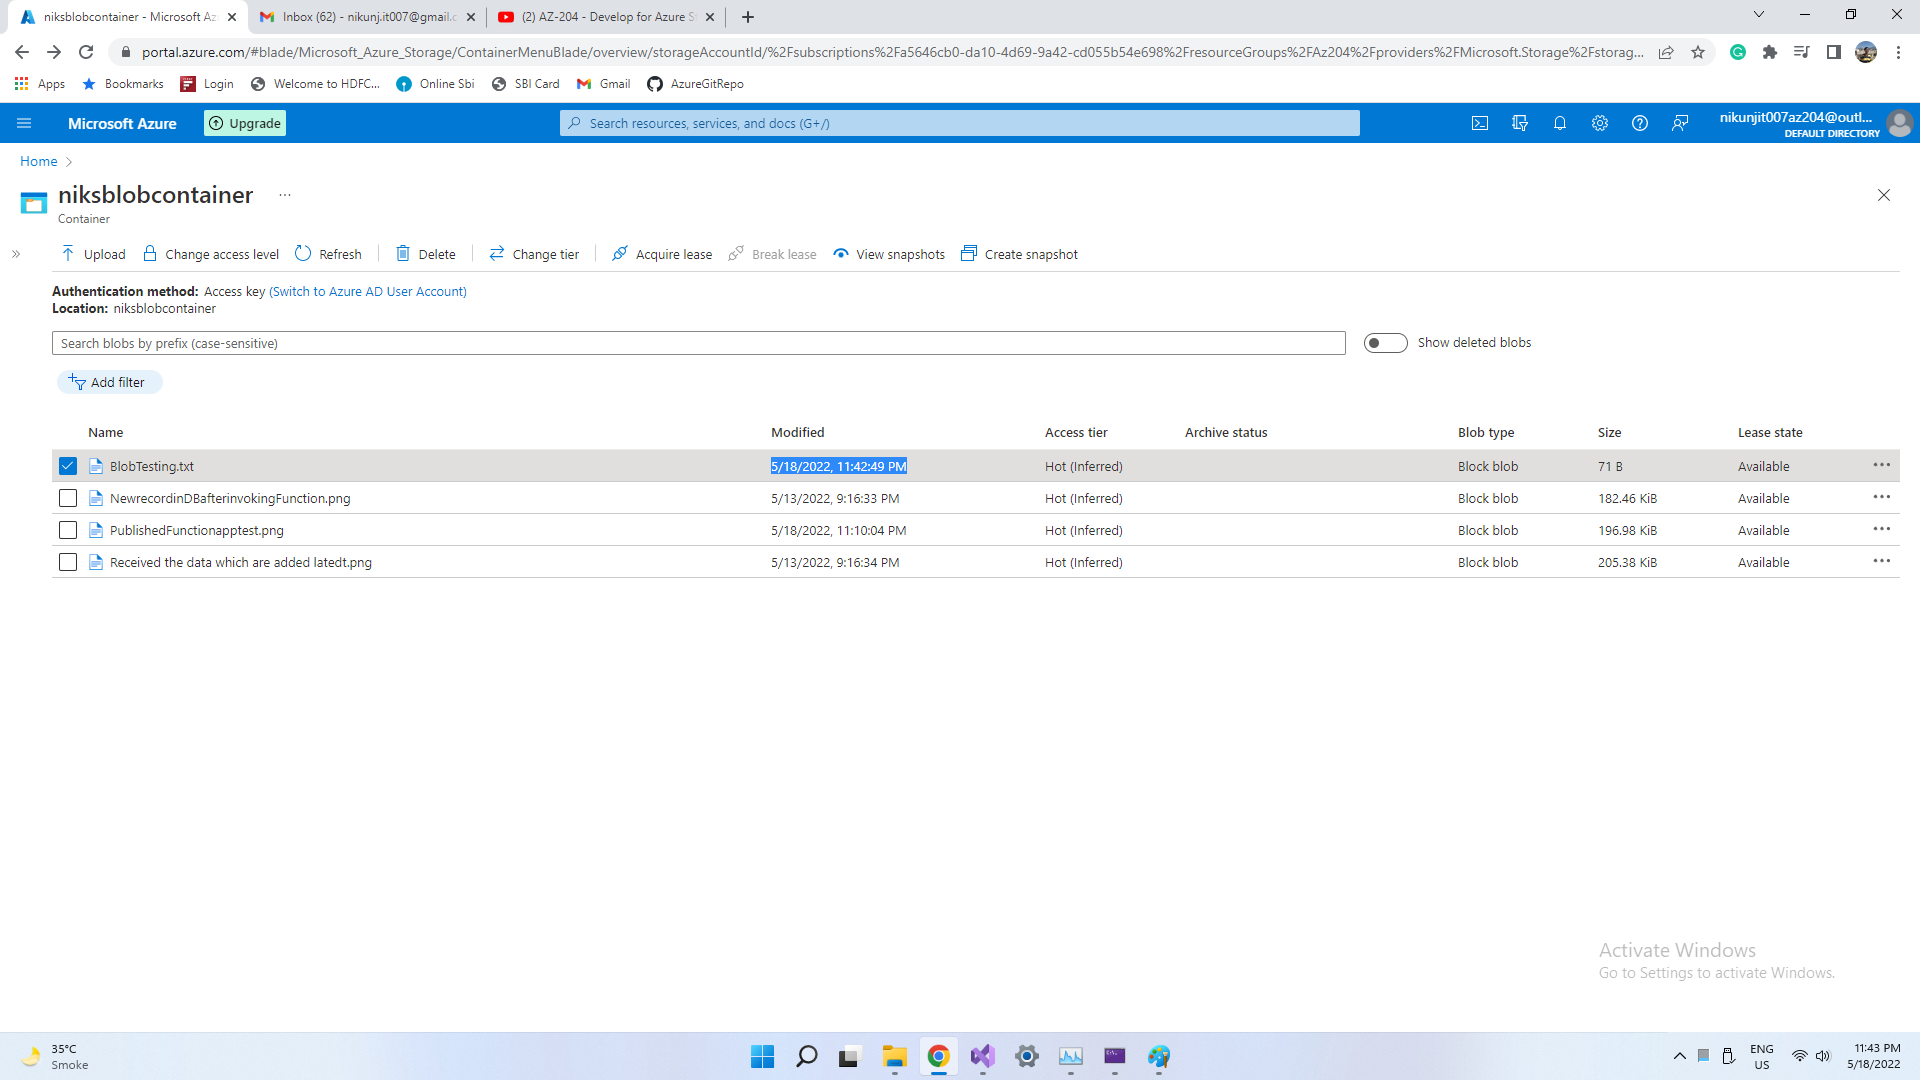 niksblobcontainer - Microsoft Az
Inbox (62) - nikunj.it007@gmail.c
(2) AZ-204 - Develop for Azure S
portal.azure.com/#blade/Microsoft_Azure_Storage/ContainerMenuBlade/overview/storageAccountId/%2Fsubscriptions%2Fa5646cb0-da10-4d69-9a42-cd055b54e698%2FresourceGroups%2FAz204%2Fproviders%2FMicrosoft.Storage%2Fstorag...
Apps
Bookmarks
Login
Welcome to HDFC...
Online Sbi
SBI Card
Gmail
AzureGitRepo
Microsoft Azure
Upgrade
Search resources, services, and docs (G+/)
nikunjit007az204@outl...
DEFAULT DIRECTORY
Home
niksblobcontainer
...
Container
Upload
Change access level
Refresh
Delete
Change tier
Acquire lease
Break lease
View snapshots
Create snapshot
Authentication method: Access key (Switch to Azure AD User Account)
Location: niksblobcontainer
Search blobs by prefix (case-sensitive)
Show deleted blobs
Add filter
Name Modified Access tier Archive status Blob type Size Lease state
BlobTesting.txt 5/18/2022, 11:42:49 PM Hot (Inferred) Block blob 71 B Available
NewrecordinDBafterinvokingFunction.png 5/13/2022, 9:16:33 PM Hot (Inferred) Block blob 182.46 KiB Available
PublishedFunctionapptest.png 5/18/2022, 11:10:04 PM Hot (Inferred) Block blob 196.98 KiB Available
Received the data which are added latedt.png 5/13/2022, 9:16:34 PM Hot (Inferred) Block blob 205.38 KiB Available
Activate Windows
Go to Settings to activate Windows.
35°C
Smoke
ENG
US
11:43 PM
5/18/2022